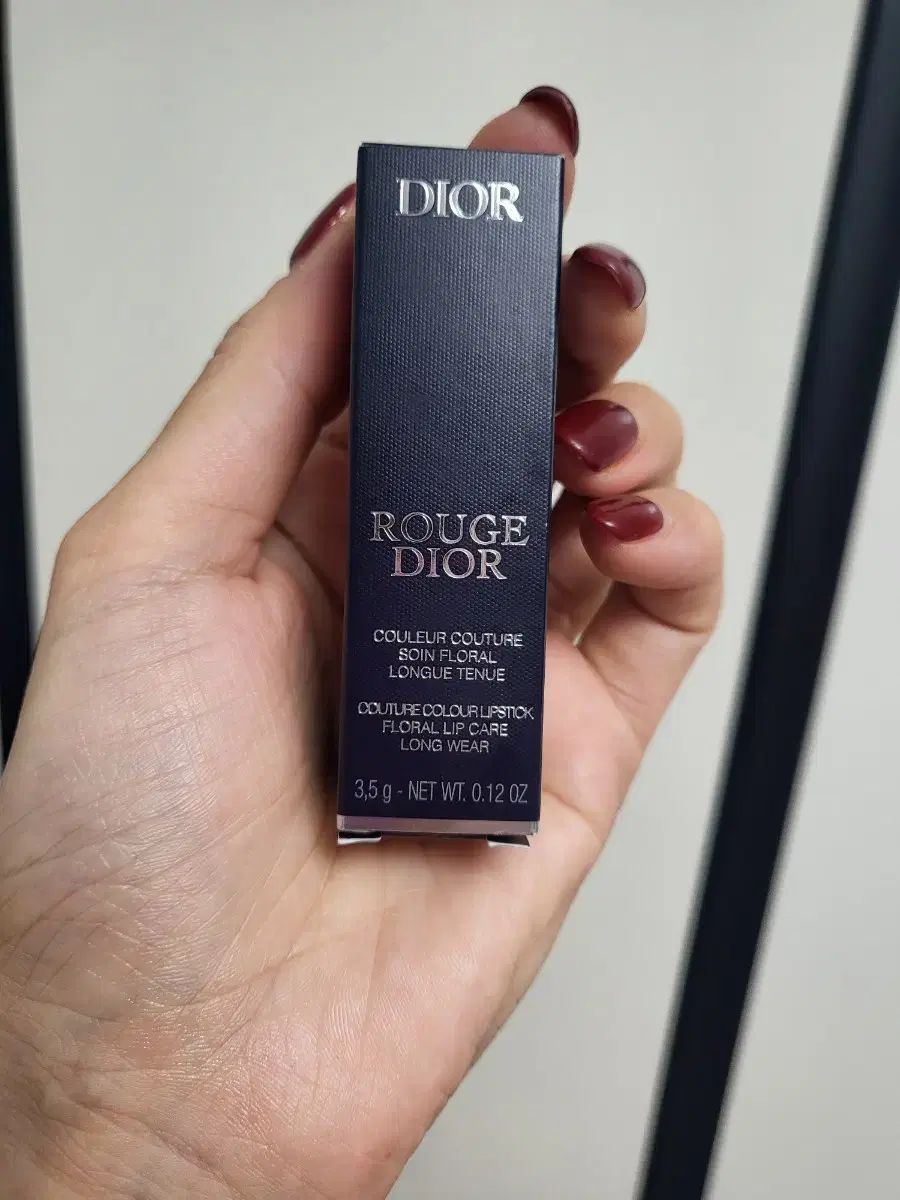 DIOR
ROUGE
DIOR
COULEUR COUTURE
SOIN FLORAL
LONGUE TENUE
COUTURE COLOUR LIPSTICK
FLORAL LIP CARE
LONG WEAR
3,5 g - NET WT. 0.12 OZ